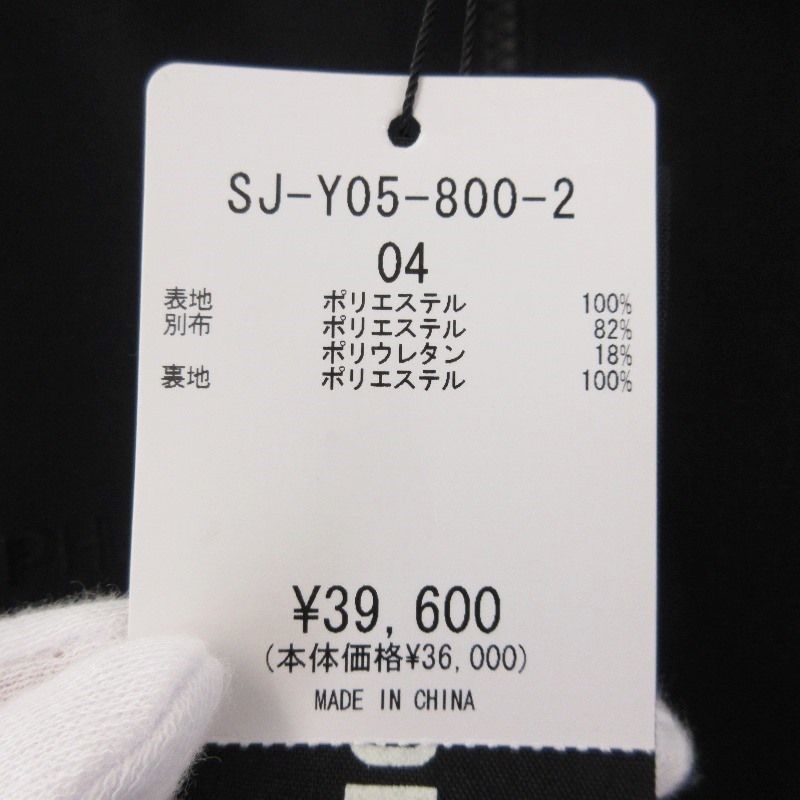 SJ-Y05-800-2
04
表地 ポリエステル 100%
別布 ポリエステル 82%
ポリウレタン 18%
裏地 ポリエステル 100%
¥39,600
(本体価格¥36,000)
MADE IN CHINA